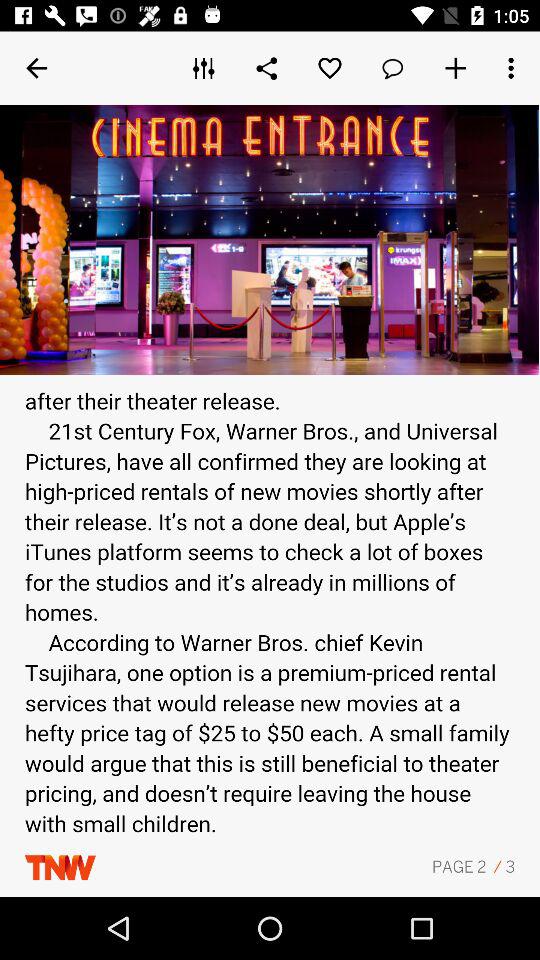 1:05
CINEMA ENTRANCE
1-9
krungsri
IMAX
after their theater release.
21st Century Fox, Warner Bros., and Universal
Pictures, have all confirmed they are looking at
high-priced rentals of new movies shortly after
their release. It’s not a done deal, but Apple’s
iTunes platform seems to check a lot of boxes
for the studios and it’s already in millions of
homes.
According to Warner Bros. chief Kevin
Tsujihara, one option is a premium-priced rental
services that would release new movies at a
hefty price tag of $25 to $50 each. A small family
would argue that this is still beneficial to theater
pricing, and doesn’t require leaving the house
with small children.
TNW
PAGE 2 / 3